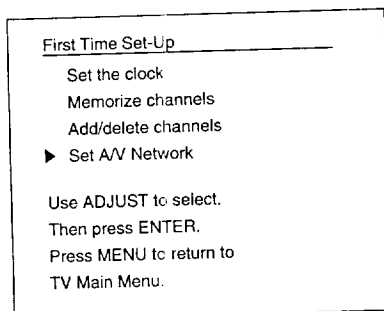 First Time Set-Up
Set the clock
Memorize channels
Add/delete channels
▶ Set A/V Network
Use ADJUST to select.
Then press ENTER.
Press MENU to return to
TV Main Menu.